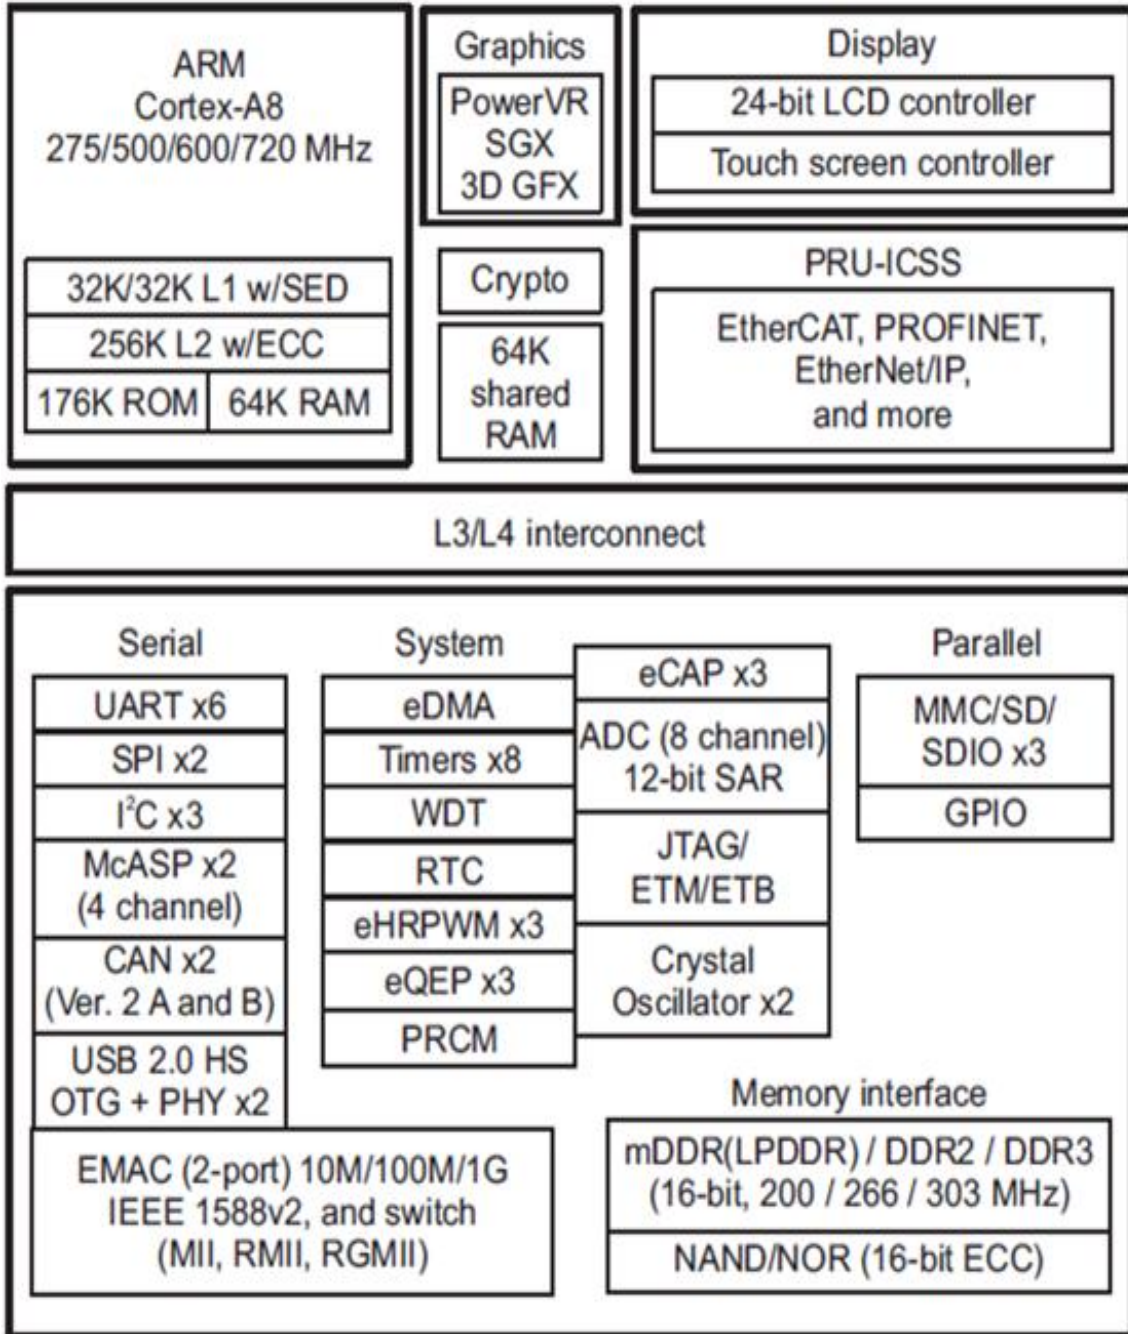 ARM
Cortex-A8
275/500/600/720 MHz
32K/32K L1 w/SED
256K L2 w/ECC
176K ROM
64K RAM
Graphics
PowerVR
SGX
3D GFX
Crypto
64K
shared
RAM
Display
24-bit LCD controller
Touch screen controller
PRU-ICSS
EtherCAT, PROFINET,
EtherNet/IP,
and more
L3/L4 interconnect
Serial
UART x6
SPI x2
I²C x3
McASP x2
(4 channel)
CAN x2
(Ver. 2 A and B)
USB 2.0 HS
OTG + PHY x2
EMAC (2-port) 10M/100M/1G
IEEE 1588v2, and switch
(MII, RMII, RGMII)
System
eDMA
Timers x8
WDT
RTC
eHRPWM x3
eQEP x3
PRCM
eCAP x3
ADC (8 channel)
12-bit SAR
JTAG/
ETM/ETB
Crystal
Oscillator x2
Parallel
MMC/SD/
SDIO x3
GPIO
Memory interface
mDDR(LPDDR) / DDR2 / DDR3
(16-bit, 200 / 266 / 303 MHz)
NAND/NOR (16-bit ECC)